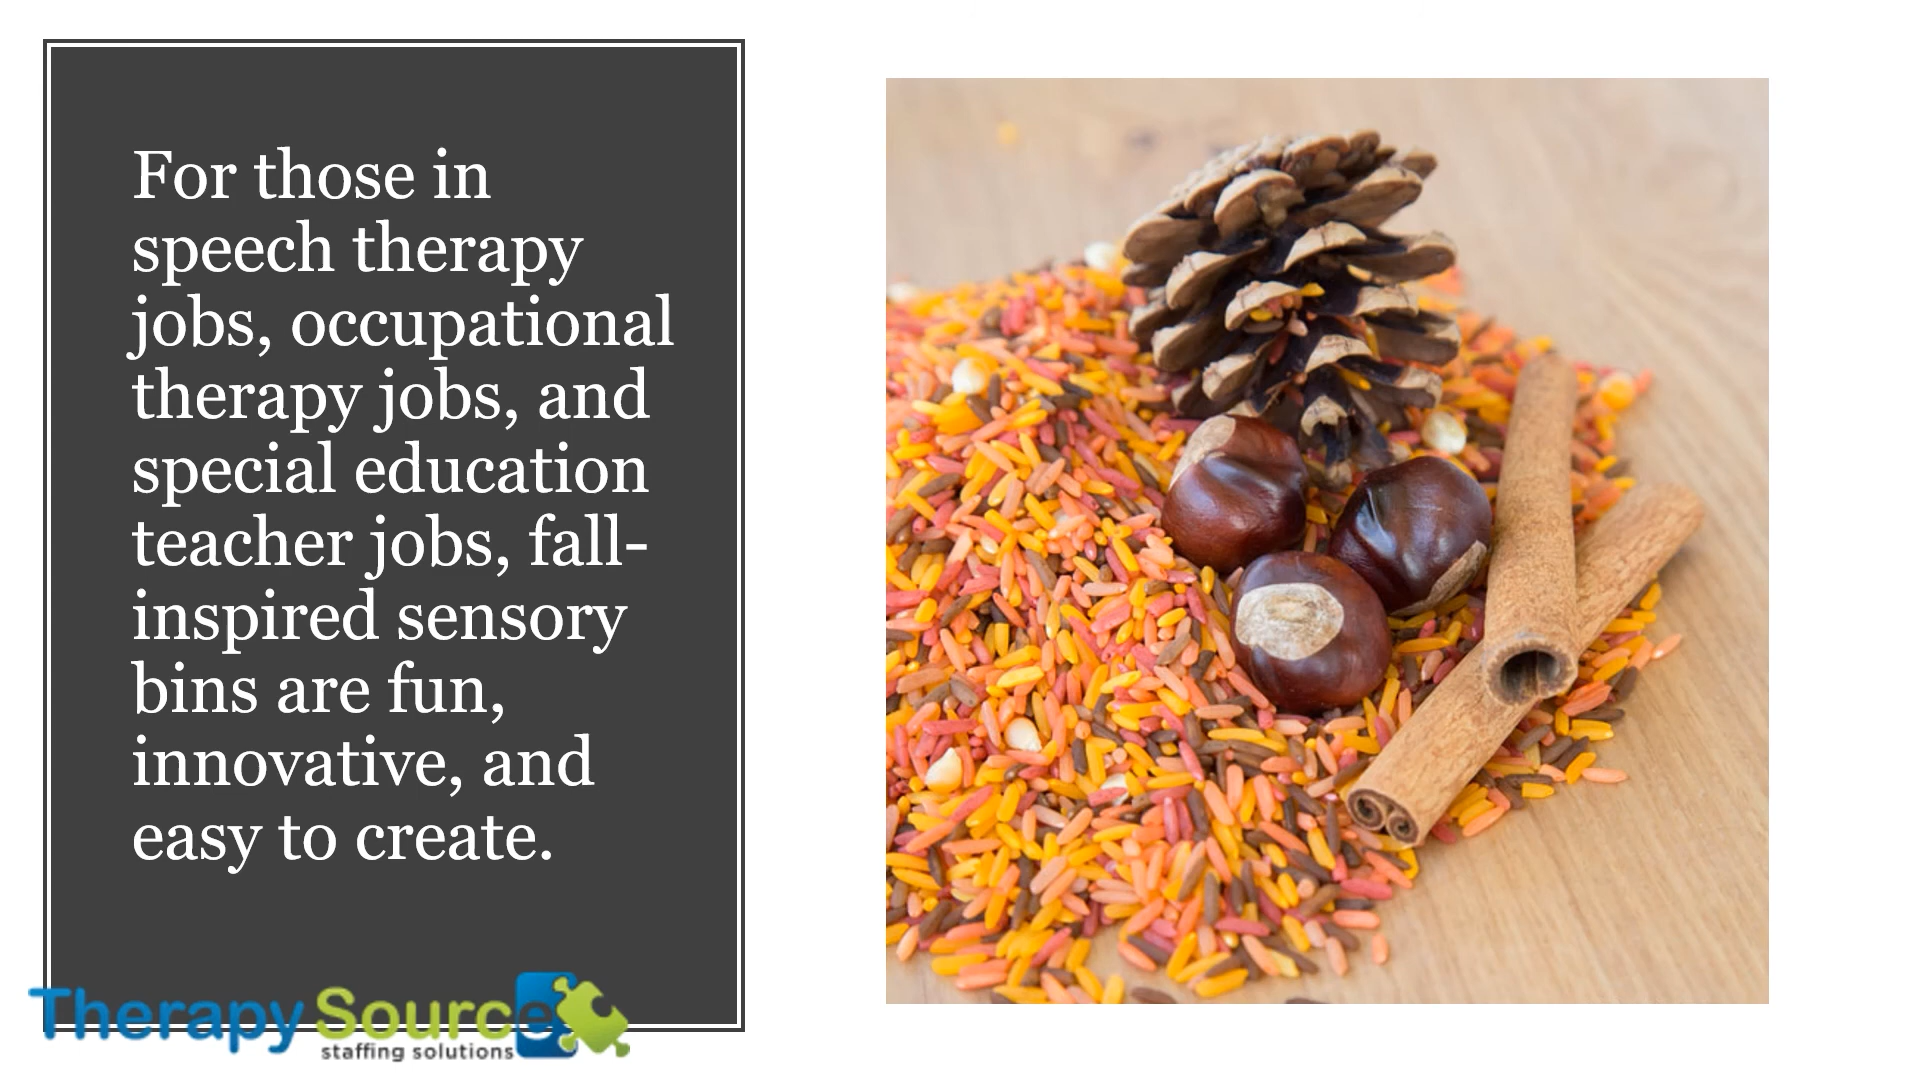 For those in
speech therapy
jobs, occupational
therapy jobs, and
special education
teacher jobs, fall-
inspired sensory
bins are fun,
innovative, and
easy to create.
TherapySource
staffing solutions